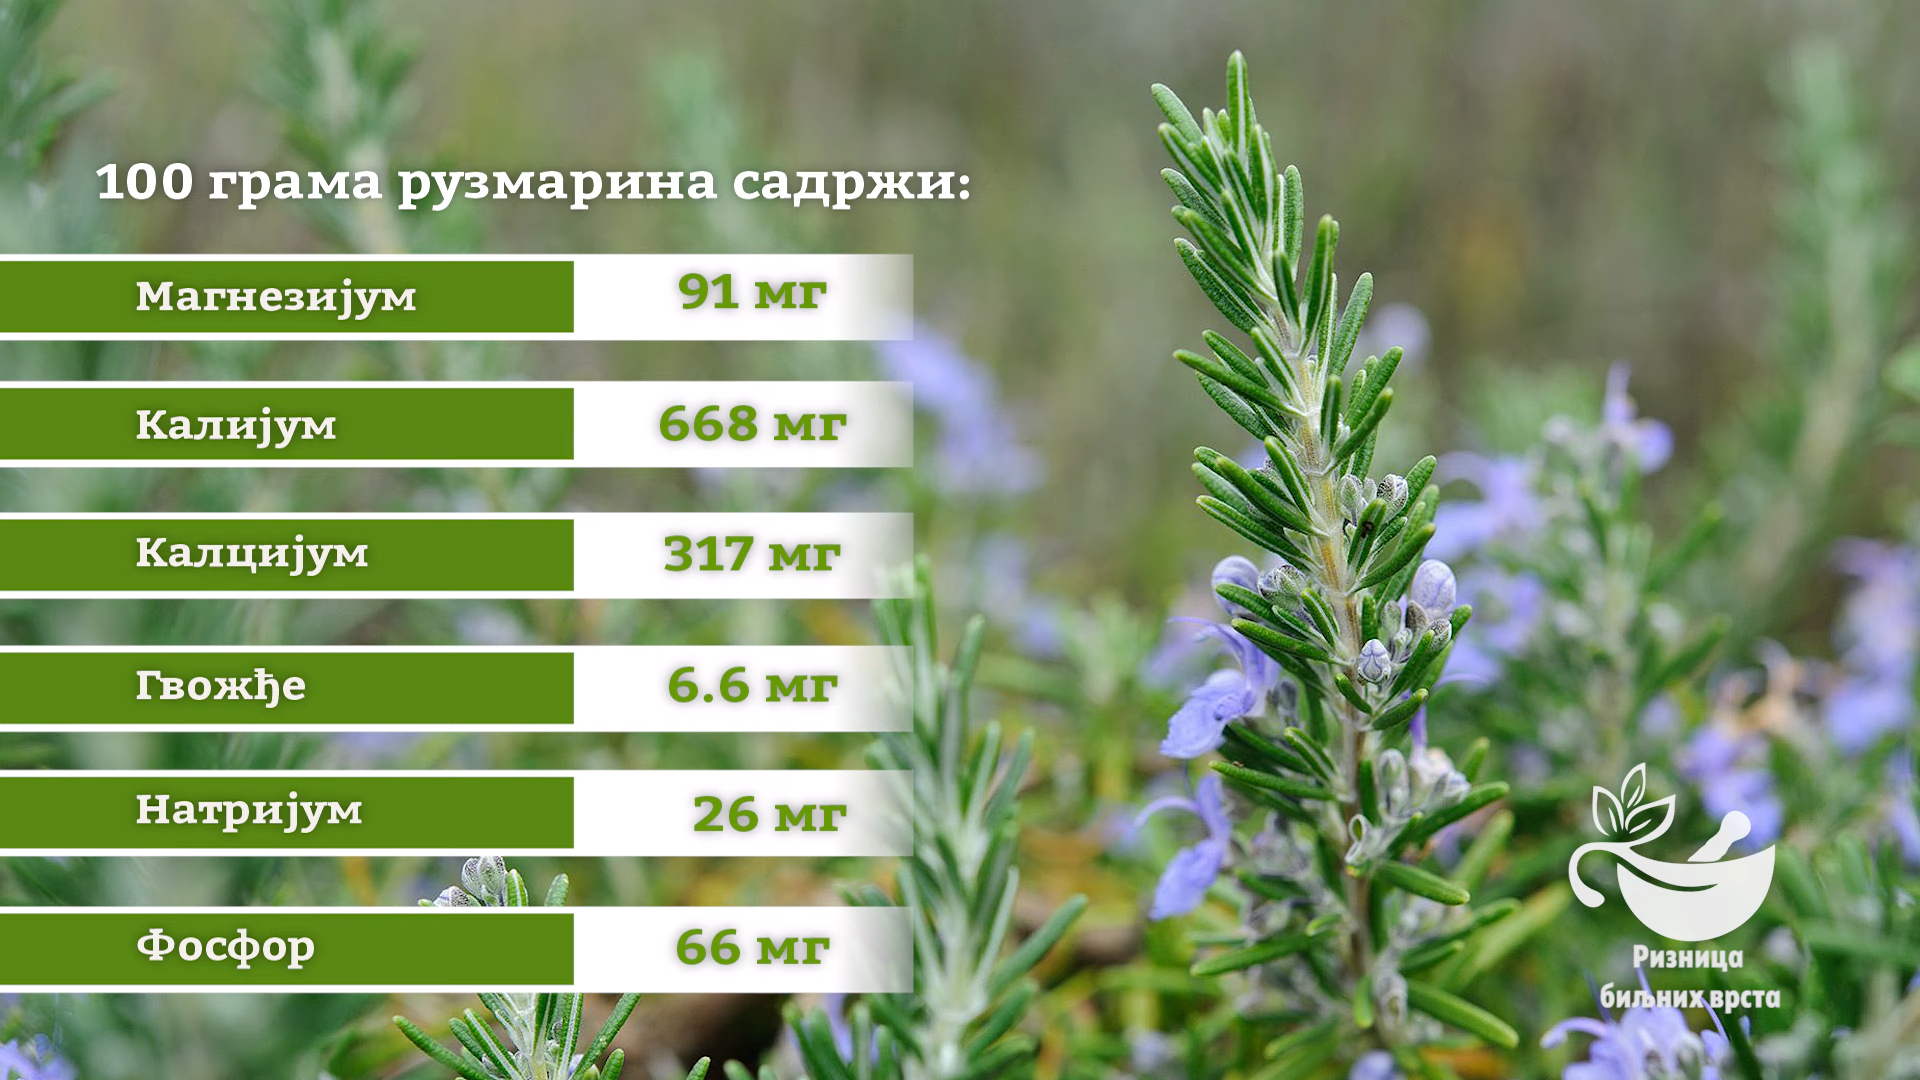 100 грама рузмарина садржи:
Магнезијум 91 мг
Калијум 668 мг
Калцијум 317 мг
Гвожђе 6.6 мг
Натријум 26 мг
Фосфор 66 мг
Ризница
биљних врста